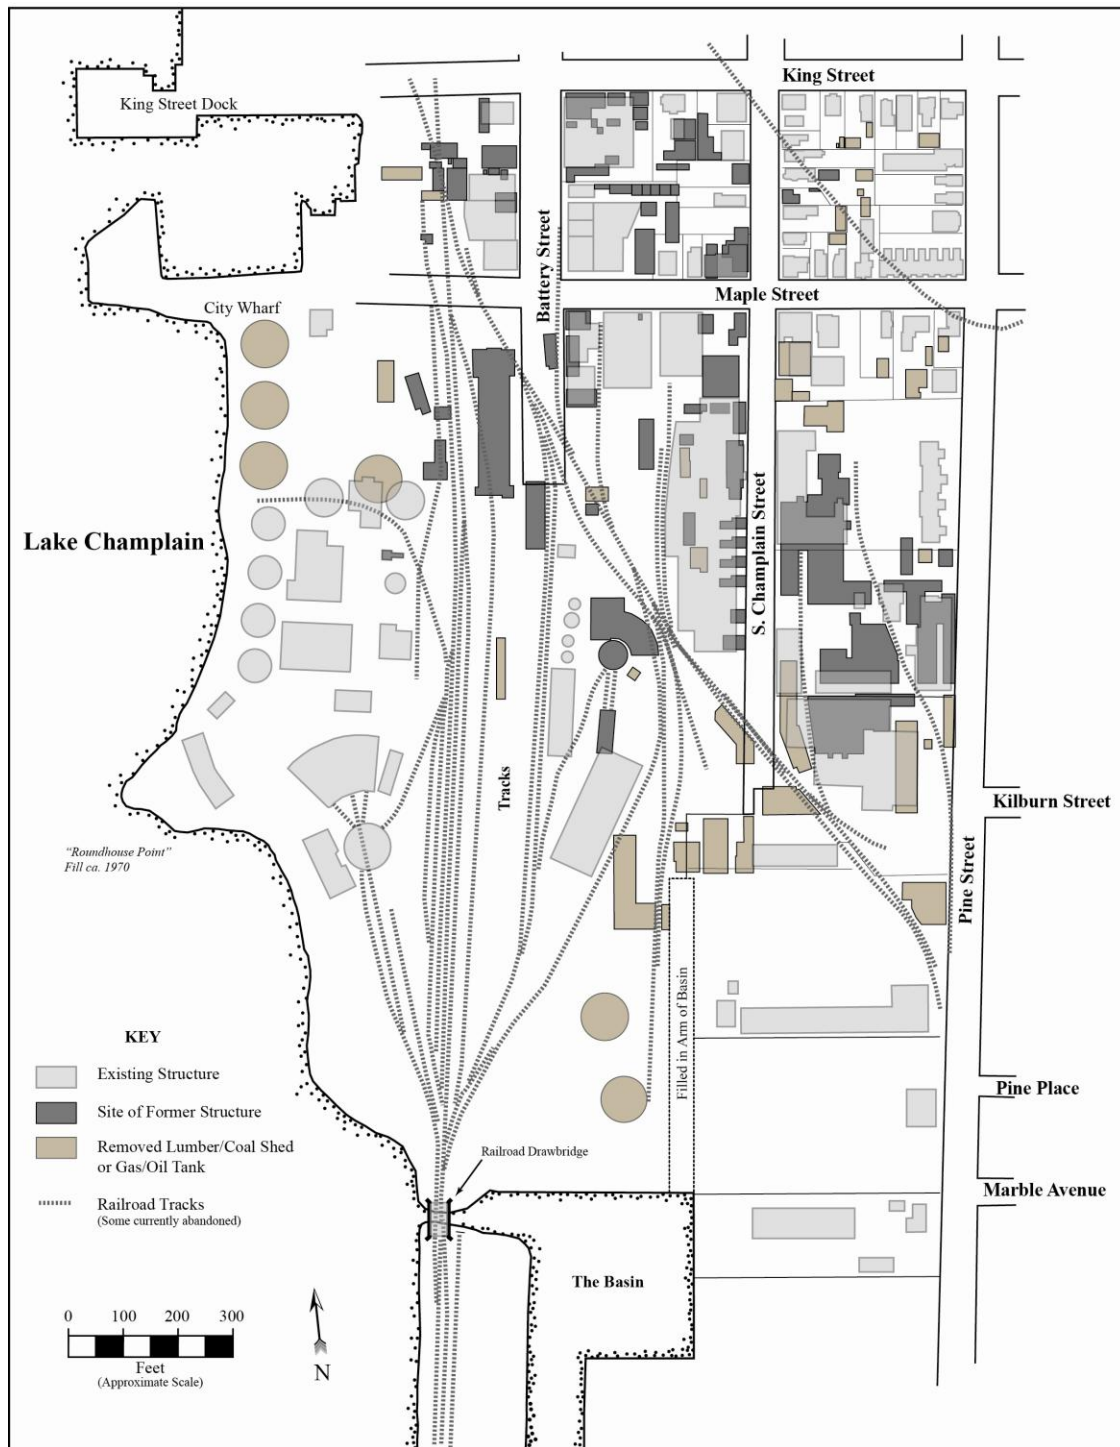 King Street
King Street Dock
Battery Street
Maple Street
City Wharf
S. Champlain Street
Lake Champlain
Tracks
Kilburn Street
"Roundhouse Point"
Fill ca. 1970
Pine Street
Filled in Arm of Basin
KEY
Existing Structure
Site of Former Structure
Removed Lumber/Coal Shed
or Gas/Oil Tank
Railroad Tracks
(Some currently abandoned)
Pine Place
Railroad Drawbridge
Marble Avenue
The Basin
0 100 200 300
Feet
(Approximate Scale)
N